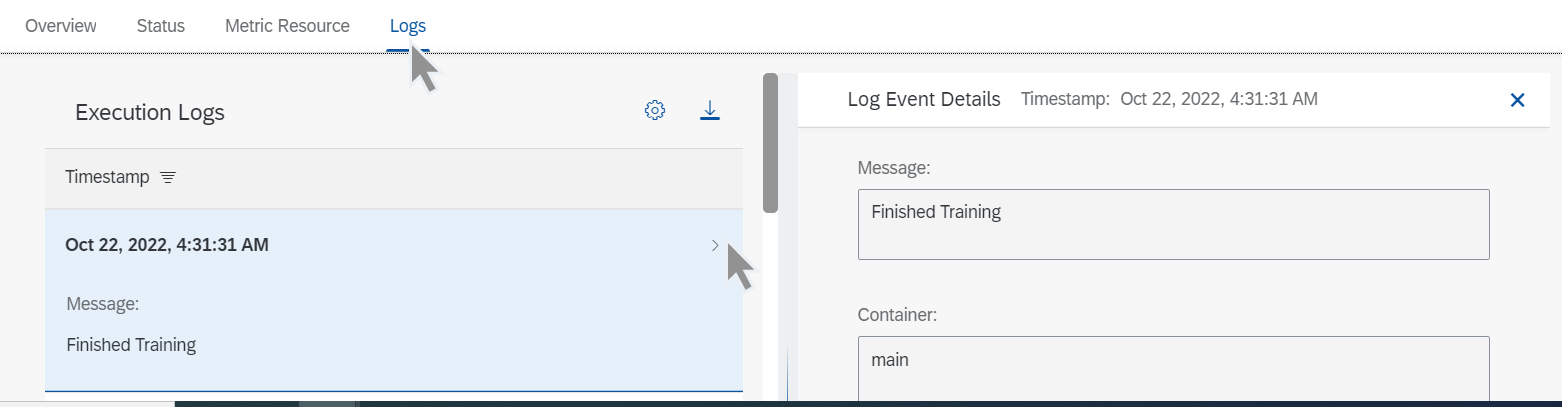 Overview Status Metric Resource Logs
Execution Logs
Timestamp
Oct 22, 2022, 4:31:31 AM
Message:
Finished Training
Log Event Details Timestamp: Oct 22, 2022, 4:31:31 AM
Message:
Finished Training
Container:
main